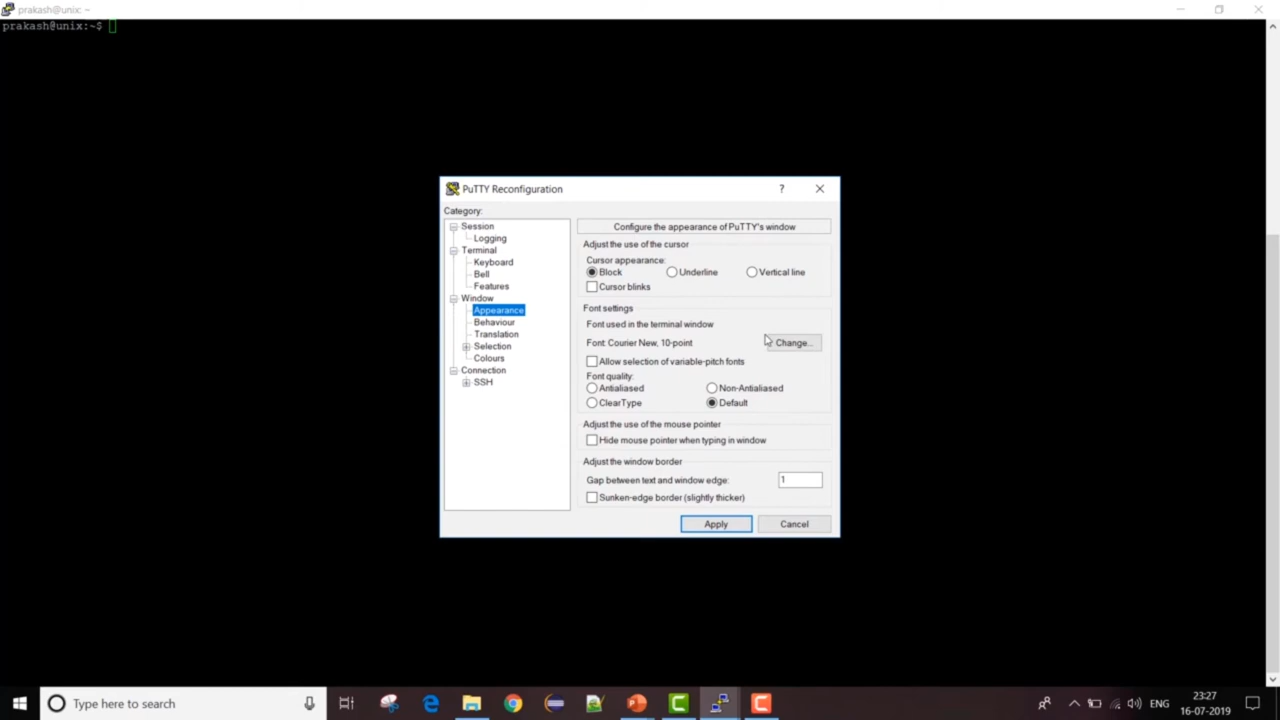 prakash@unix: ~
prakash@unix:~$
PuTTY Reconfiguration
?
Category:
Session
Logging
Terminal
Keyboard
Bell
Features
Window
Appearance
Behaviour
Translation
Selection
Colours
Connection
SSH
Configure the appearance of PuTTY's window
Adjust the use of the cursor
Cursor appearance:
Block Underline Vertical line
Cursor blinks
Font settings
Font used in the terminal window
Font: Courier New, 10-point Change...
Allow selection of variable-pitch fonts
Font quality:
Antialiased Non-Antialiased
ClearType Default
Adjust the use of the mouse pointer
Hide mouse pointer when typing in window
Adjust the window border
Gap between text and window edge: 1
Sunken-edge border (slightly thicker)
Apply Cancel
Type here to search
ENG
23:27
16-07-2019